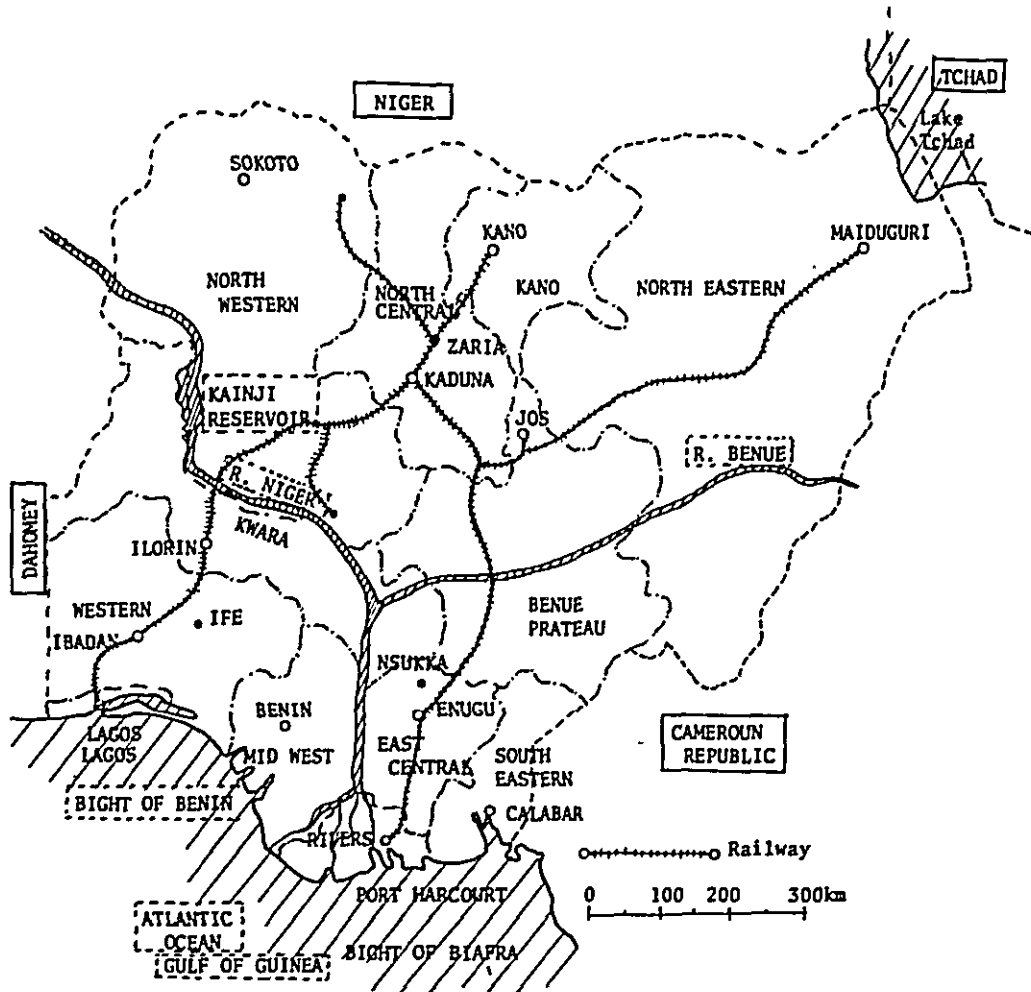 NIGER
TCHAD
Lake
Tchad
SOKOTO
KANO
MAIDUGURI
NORTH
WESTERN
NORTH
CENTRAL
KANO
NORTH EASTERN
ZARIA
KADUNA
KAINJI
RESERVOIR
JOS
R. BENUE
R. NIGER
DAHOMEY
KWARA
ILORIN
WESTERN
IFE
IBADAN
BENUE
PRATEAU
NSUKKA
BENIN
ENUGU
LAGOS
LAGOS
MID WEST
EAST
CENTRAL
SOUTH
EASTERN
CAMEROUN
REPUBLIC
BIGHT OF BENIN
CALABAR
RIVERS
Railway
PORT HARCOURT
0 100 200 300km
ATLANTIC
OCEAN
BIGHT OF BIAFRA
GULF OF GUINEA